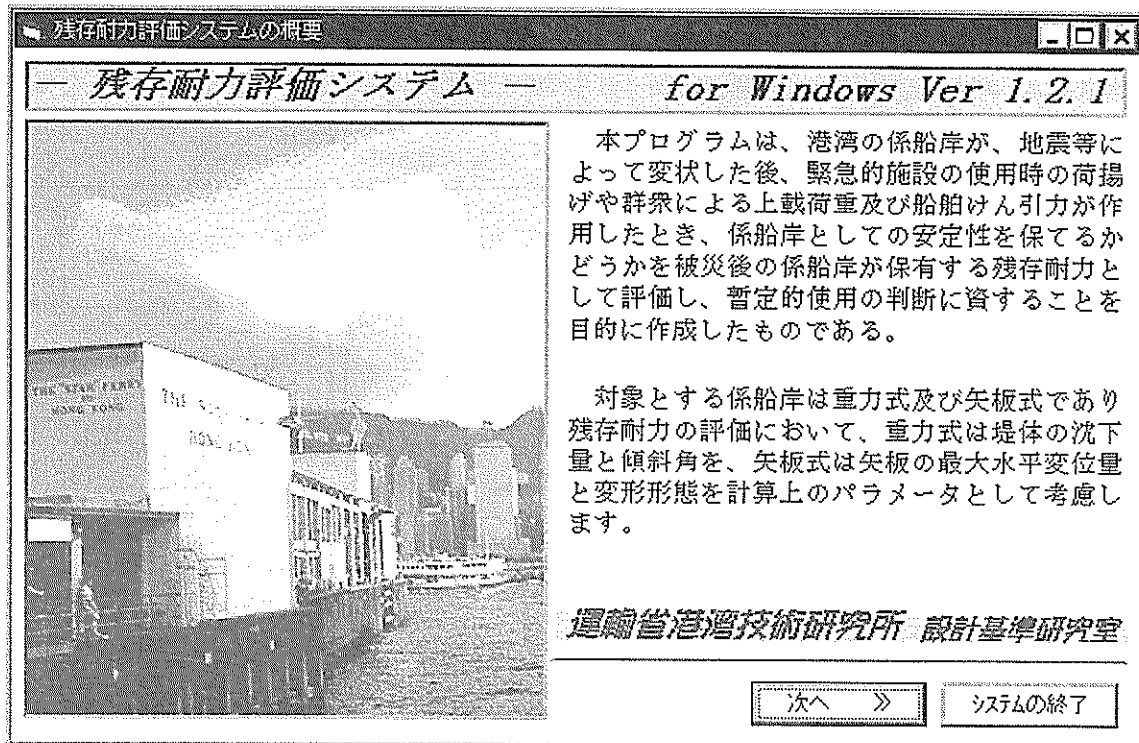 残存耐力評価システムの概要
― 残存耐力評価システム ― for Windows Ver 1.2.1
本プログラムは、港湾の係船岸が、地震等に
よって変状した後、緊急的施設の使用時の荷揚
げや群衆による上載荷重及び船舶けん引力が作
用したとき、係船岸としての安定性を保てるか
どうかを被災後の係船岸が保有する残存耐力と
して評価し、暫定的使用の判断に資することを
目的に作成したものである。
対象とする係船岸は重力式及び矢板式であり
残存耐力の評価において、重力式は堤体の沈下
量と傾斜角を、矢板式は矢板の最大水平変位量
と変形形態を計算上のパラメータとして考慮し
ます。
THE STAR FERRY
HONG KONG
THE
HONG KONG
運輸省港湾技術研究所 設計基準研究室
次へ 》
システムの終了